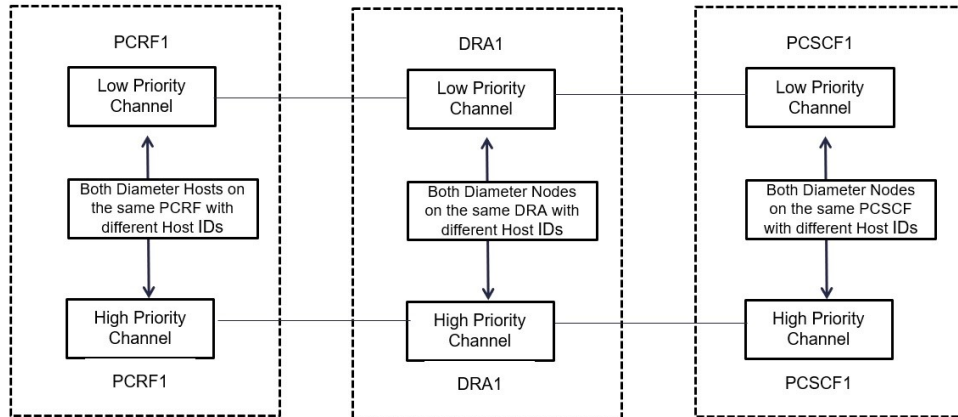 PCRF1
Low Priority
Channel
Both Diameter Hosts on
the same PCRF with
different Host IDs
High Priority
Channel
PCRF1
DRA1
Low Priority
Channel
Both Diameter Nodes
on the same DRA with
different Host IDs
High Priority
Channel
DRA1
PCSCF1
Low Priority
Channel
Both Diameter Nodes
on the same PCSCF
with different Host IDs
High Priority
Channel
PCSCF1